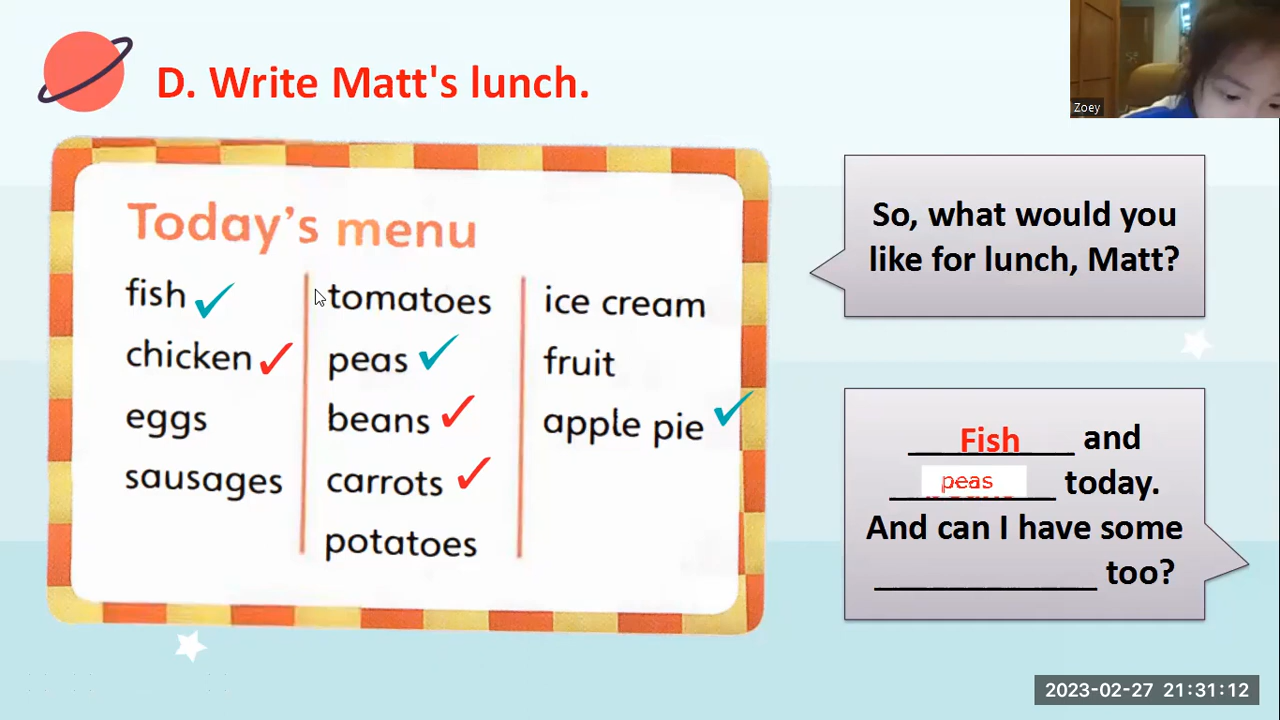 D. Write Matt's lunch.
Zoey
Today's menu
fish
chicken
eggs
sausages
tomatoes
peas
beans
carrots
potatoes
ice cream
fruit
apple pie
So, what would you
like for lunch, Matt?
Fish and
peas today.
And can I have some
too?
2023-02-27 21:31:12